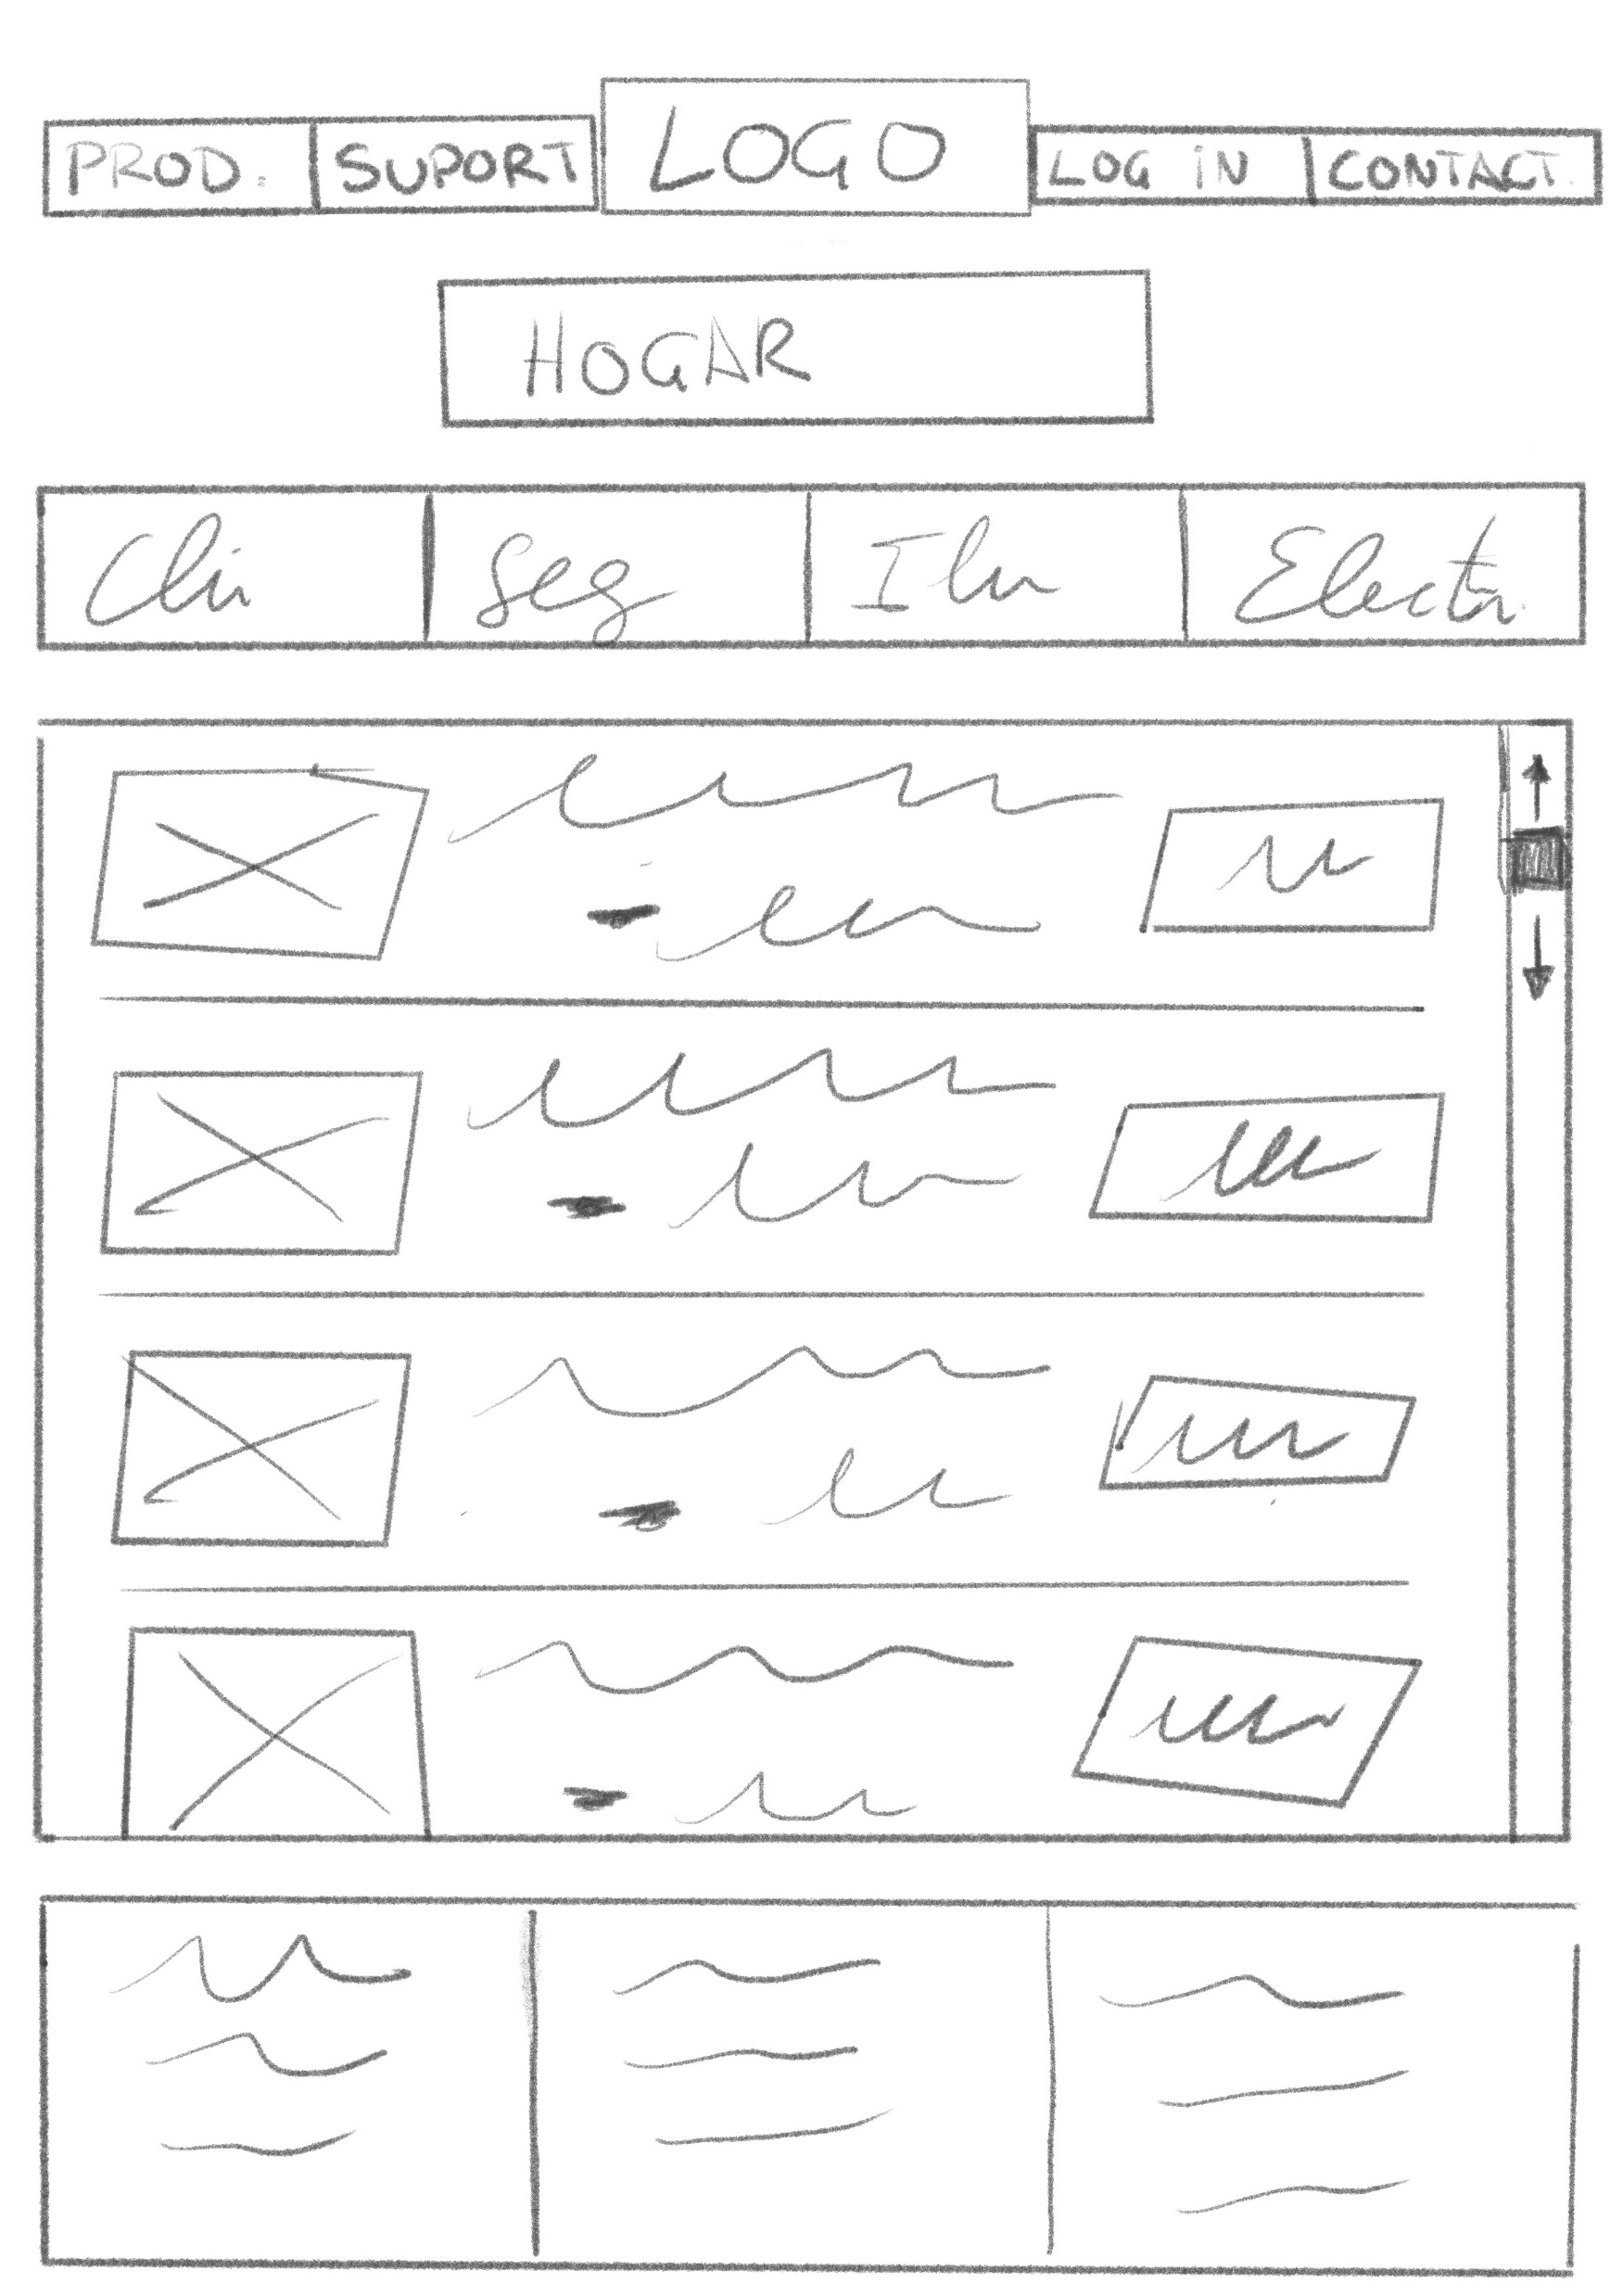 PROD. SUPORT LOGO LOG IN CONTACT.
HOGAR
Cli Seg Ilu Electr.